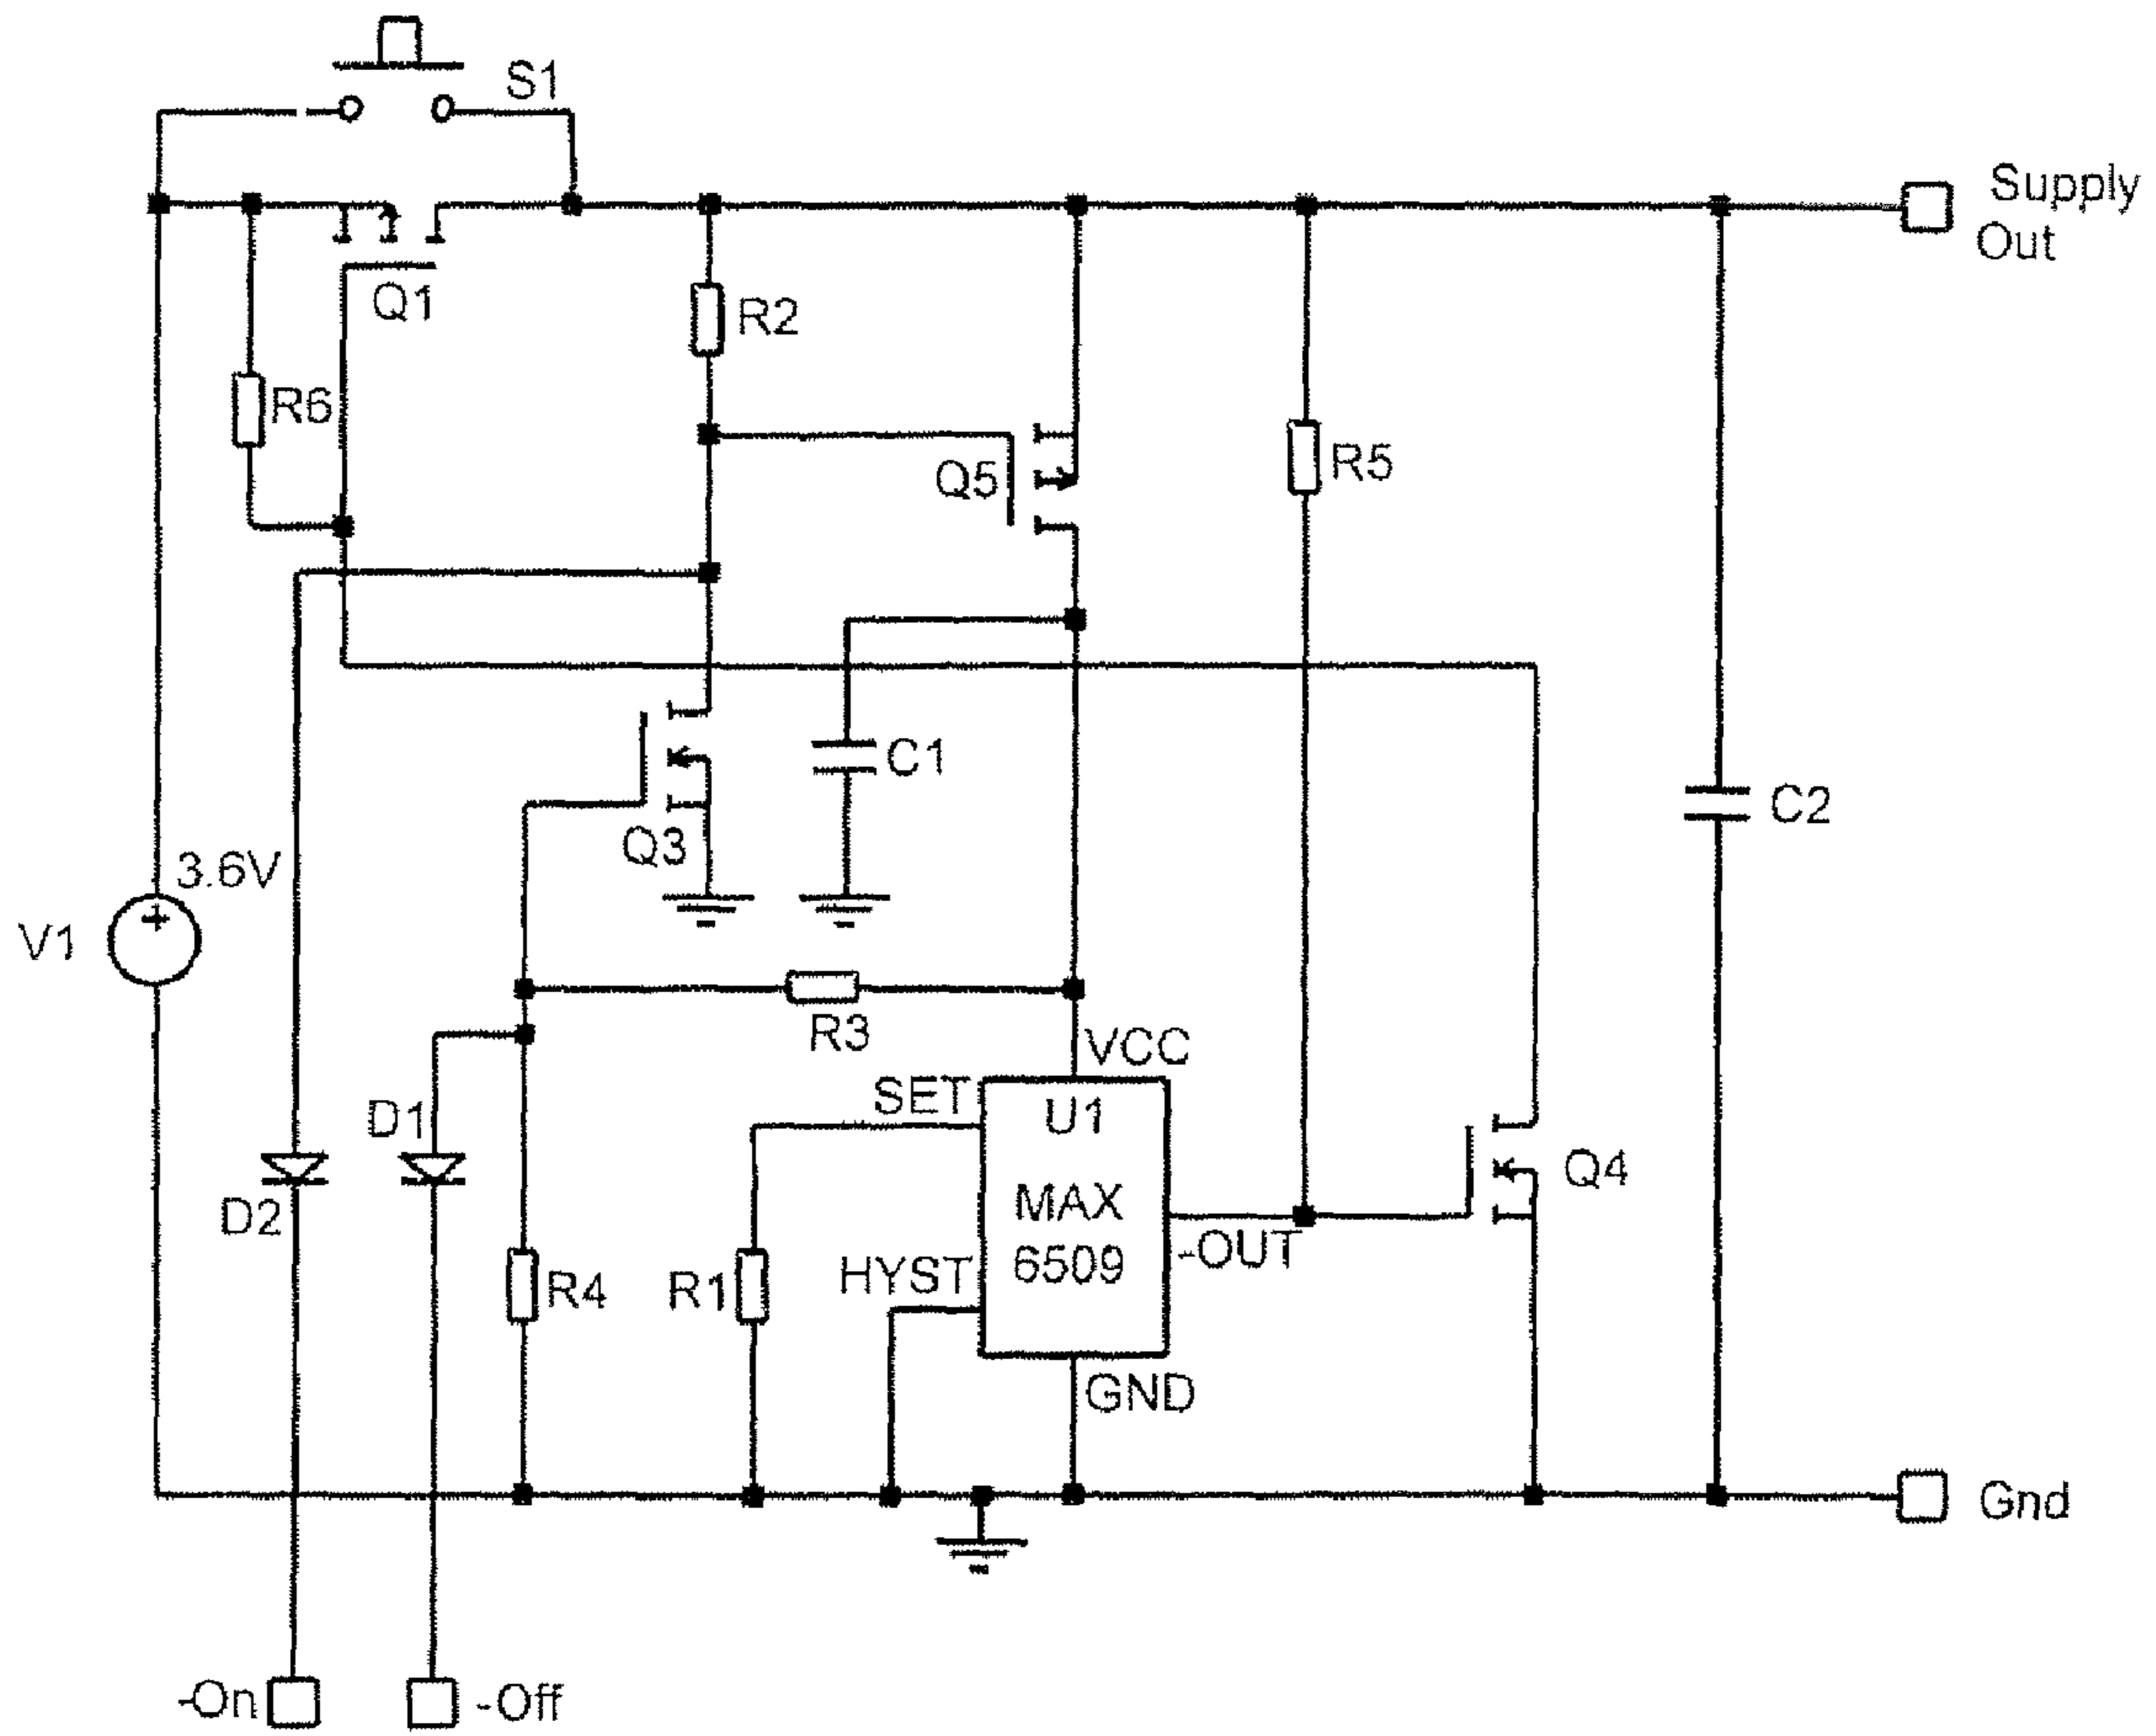 S1
Supply
Out
Q1
R2
R6
Q5
R5
C1
C2
Q3
3.6V
+
V1
R3
VCC
SET
U1
D1
Q4
MAX
6509
D2
-OUT
HYST
R4
R1
GND
Gnd
-On
-Off